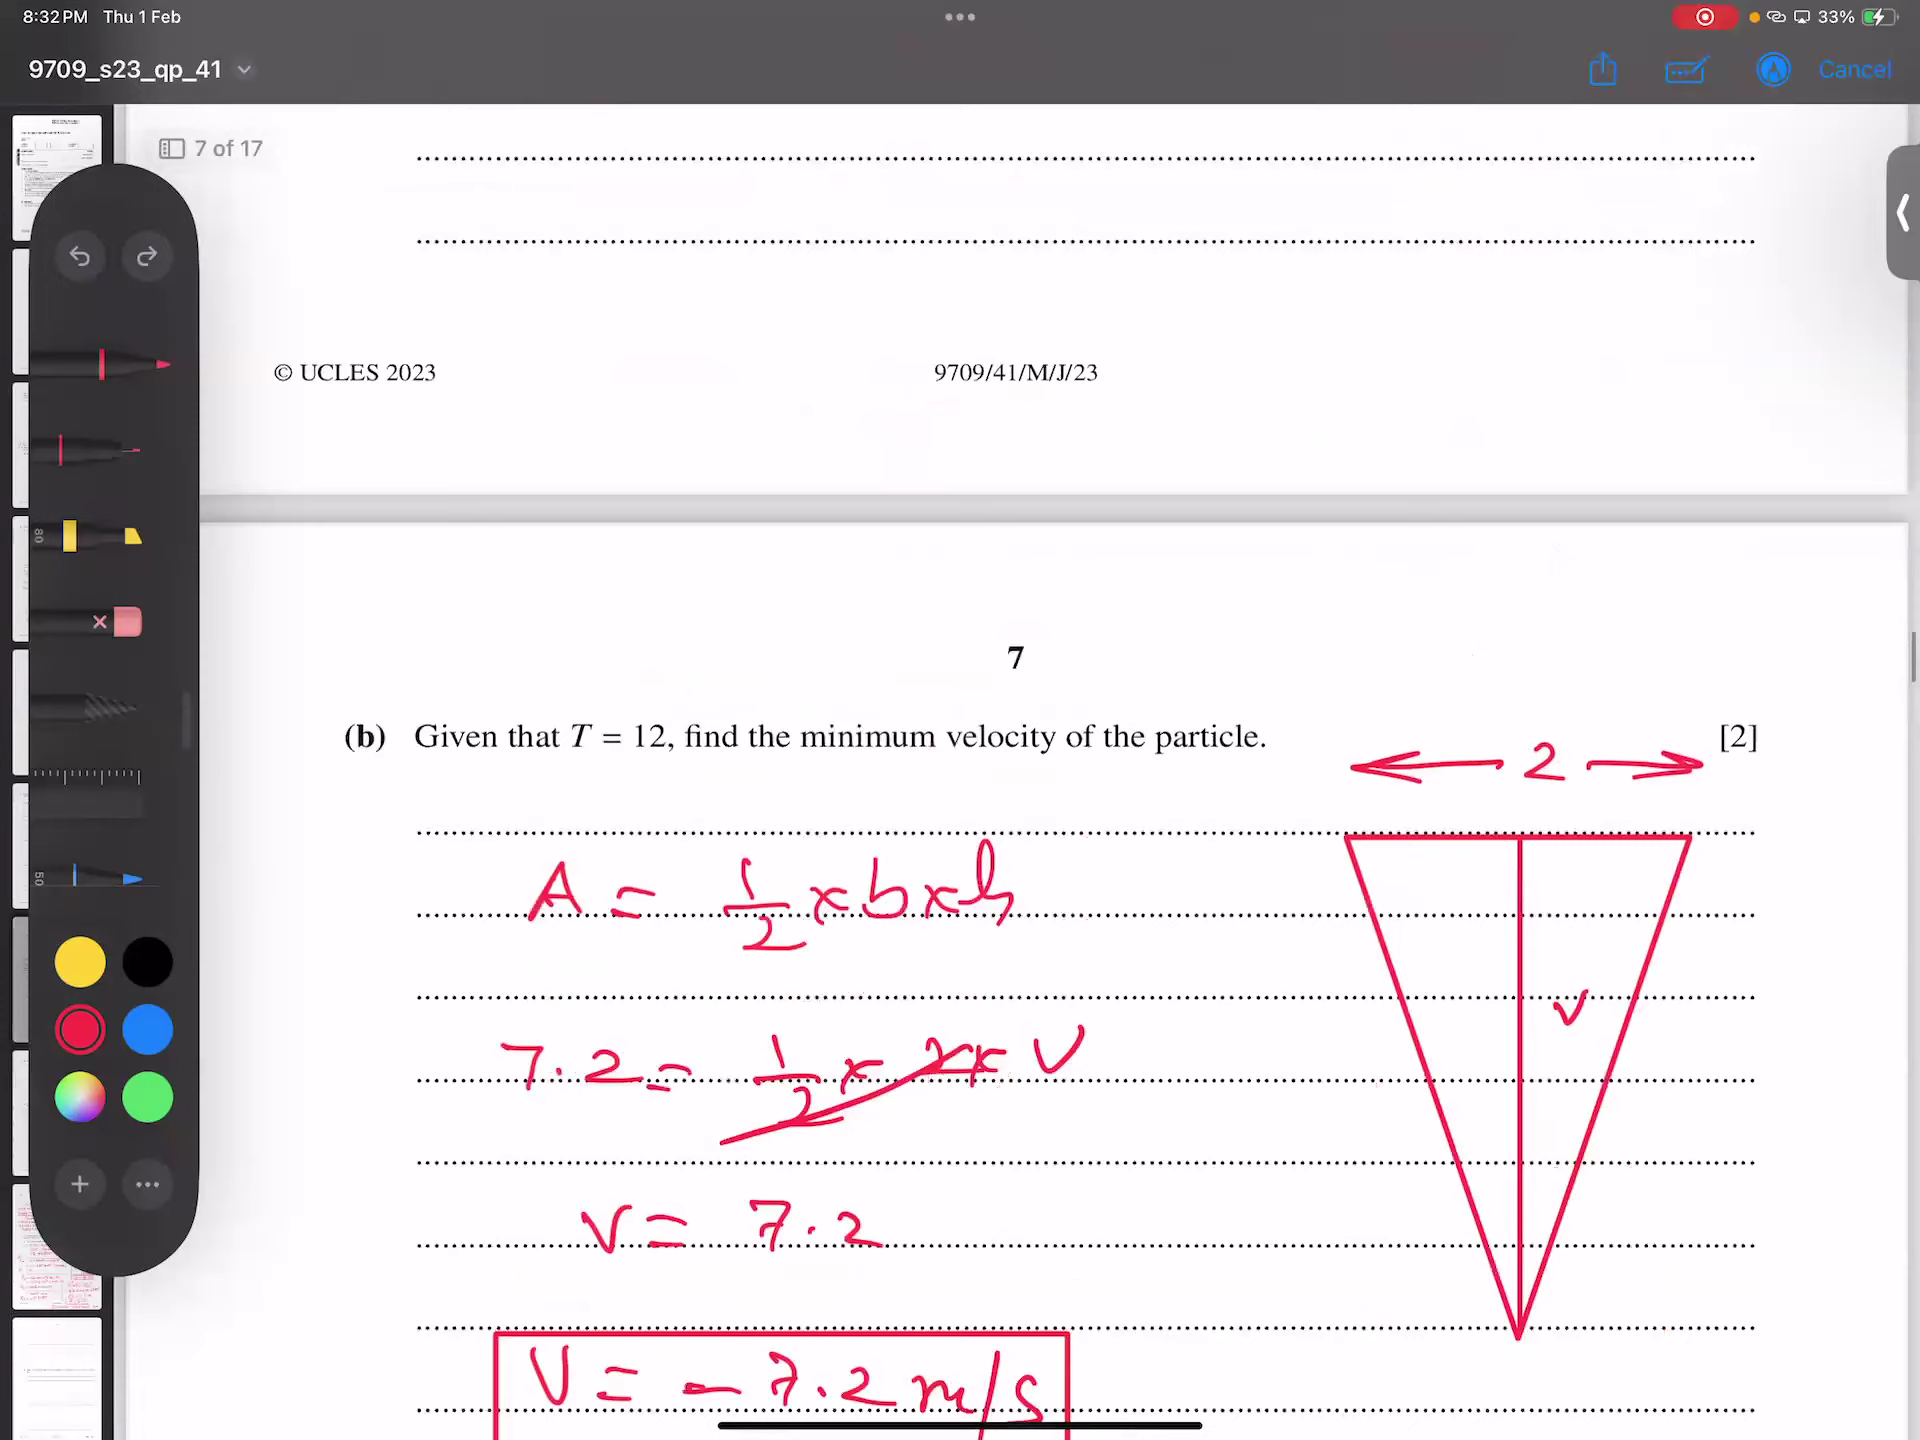 8:32 PM Thu 1 Feb
33%
9709_s23_qp_41
Cancel
7 of 17
© UCLES 2023
9709/41/M/J/23
7
(b) Given that T = 12, find the minimum velocity of the particle. [2]
2
A = 1/2 × b × h
v
7.2 = 1/2 × 2 × V
V = 7.2
V = - 7.2 m/s
80
50